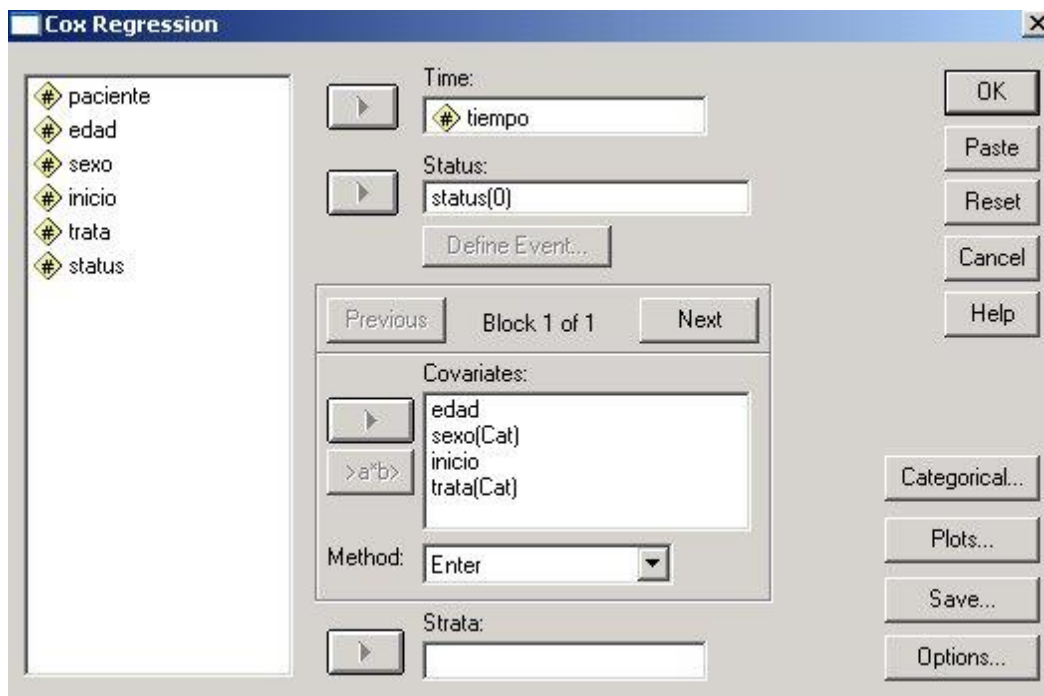 Cox Regression
paciente
edad
sexo
inicio
trata
status
Time:
tiempo
Status:
status(0)
Define Event...
Previous
Block 1 of 1
Next
Covariates:
edad
sexo(Cat)
inicio
trata(Cat)
>a*b>
Method:
Enter
Strata:
OK
Paste
Reset
Cancel
Help
Categorical...
Plots...
Save...
Options...